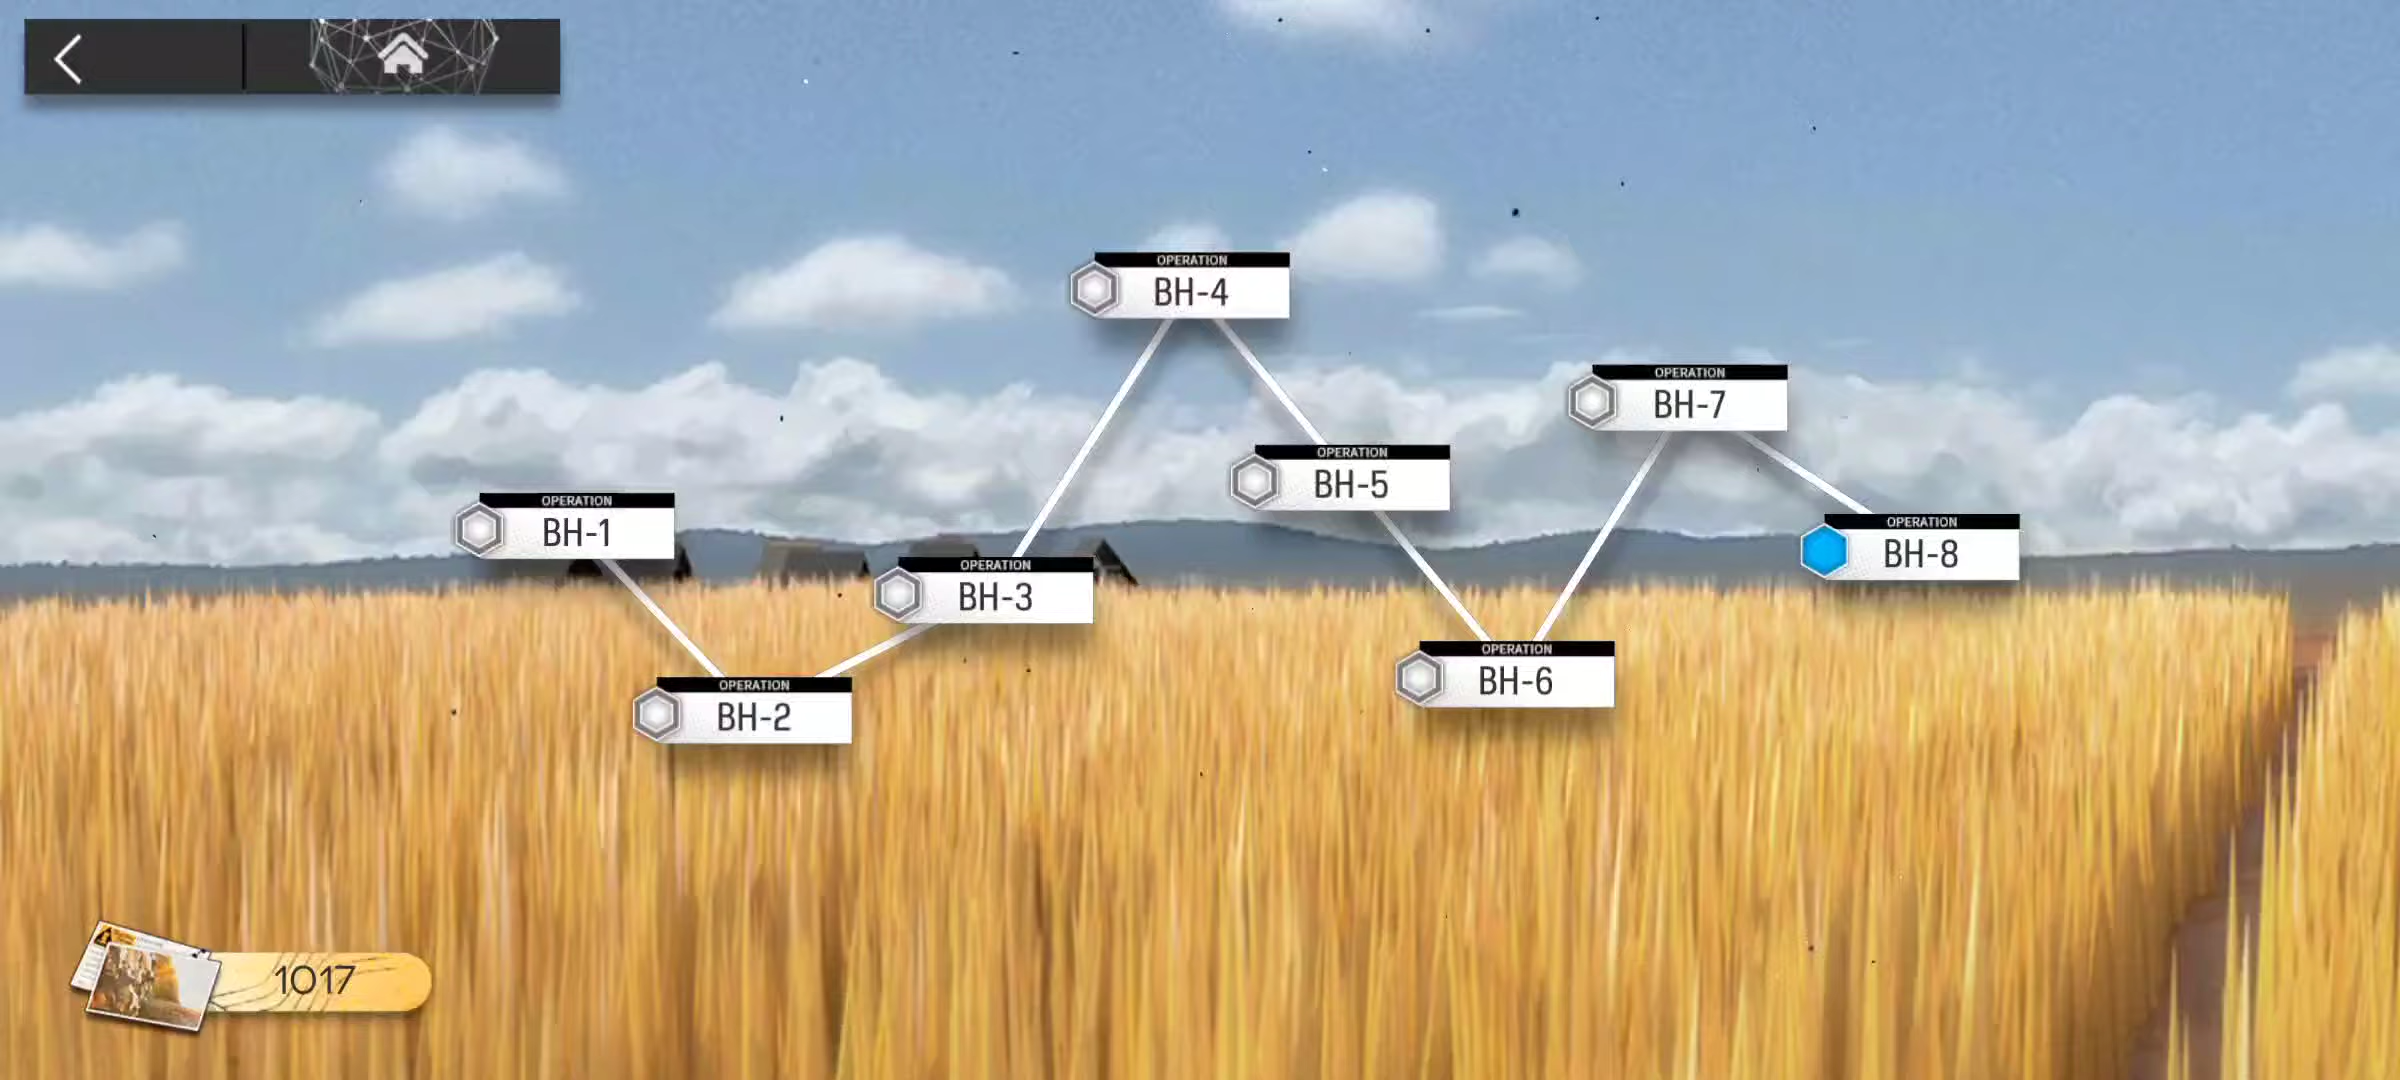 OPERATION
BH-4
OPERATION
BH-7
OPERATION
BH-5
OPERATION
BH-1
OPERATION
BH-8
OPERATION
BH-3
OPERATION
BH-6
OPERATION
BH-2
1017